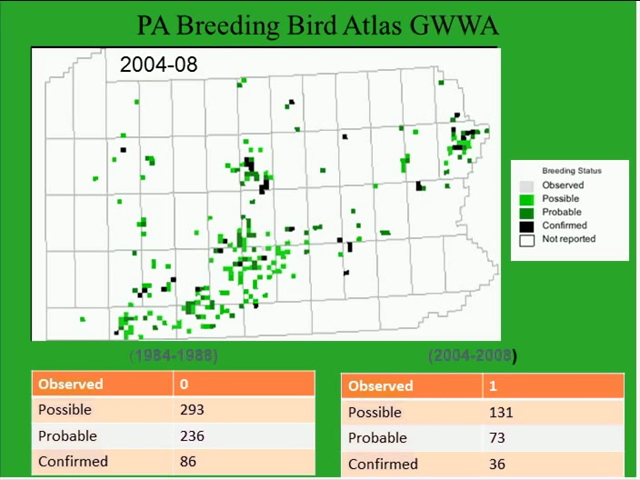 PA Breeding Bird Atlas GWWA
2004-08
Breeding Status
Observed
Possible
Probable
Confirmed
Not reported
(1984-1988)
Observed 0
Possible 293
Probable 236
Confirmed 86
(2004-2008)
Observed 1
Possible 131
Probable 73
Confirmed 36